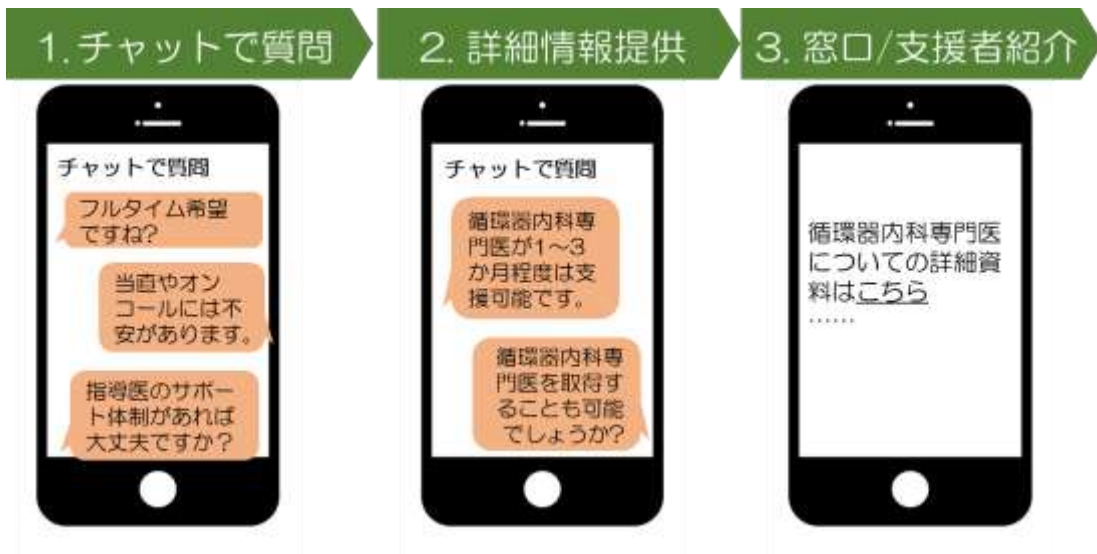 1.チャットで質問
チャットで質問
フルタイム希望
ですね?
当直やオン
コールには不
安があります。
指導医のサポー
ト体制があれば
大丈夫ですか？
2. 詳細情報提供
チャットで質問
循環器内科専
門医が1～3
か月程度は支
援可能です。
循環器内科専
門医を取得す
ることも可能
でしょうか?
3. 窓口/支援者紹介
循環器内科専門医
についての詳細資
料はこちら
……